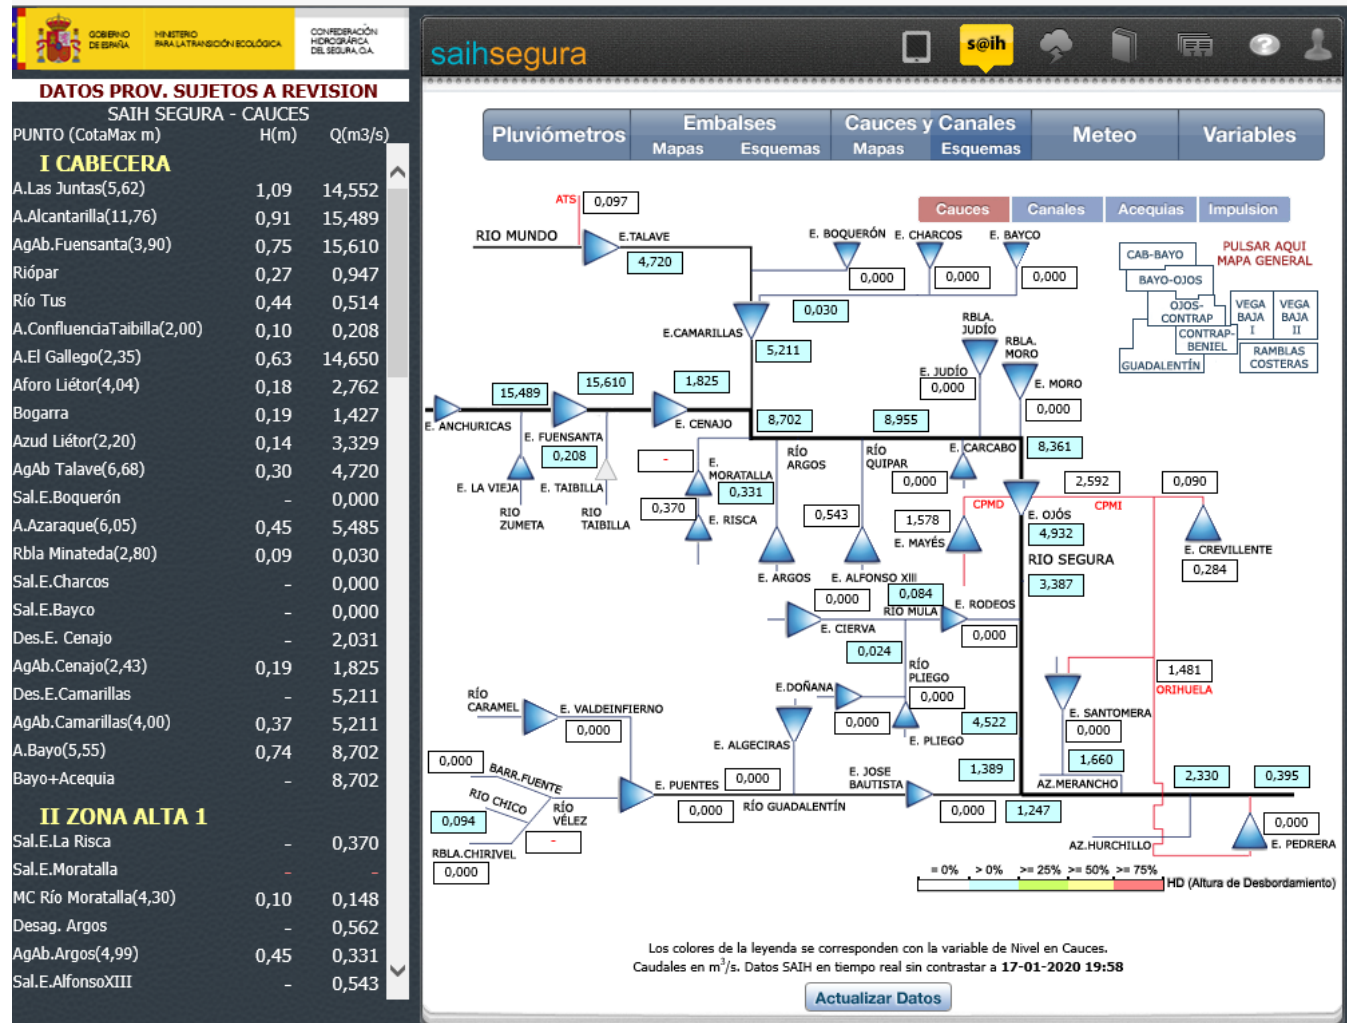 GOBIERNO
DE ESPAÑA
MINISTERIO
PARA LA TRANSICIÓN ECOLÓGICA
CONFEDERACIÓN
HIDROGRÁFICA
DEL SEGURA, O.A.
DATOS PROV. SUJETOS A REVISION
SAIH SEGURA - CAUCES
PUNTO (CotaMax m) H(m) Q(m3/s)
I CABECERA
A.Las Juntas(5,62) 1,09 14,552
A.Alcantarilla(11,76) 0,91 15,489
AgAb.Fuensanta(3,90) 0,75 15,610
Riópar 0,27 0,947
Río Tus 0,44 0,514
A.ConfluenciaTaibilla(2,00) 0,10 0,208
A.El Gallego(2,35) 0,63 14,650
Aforo Liétor(4,04) 0,18 2,762
Bogarra 0,19 1,427
Azud Liétor(2,20) 0,14 3,329
AgAb Talave(6,68) 0,30 4,720
Sal.E.Boquerón - 0,000
A.Azaraque(6,05) 0,45 5,485
Rbla Minateda(2,80) 0,09 0,030
Sal.E.Charcos - 0,000
Sal.E.Bayco - 0,000
Des.E. Cenajo - 2,031
AgAb.Cenajo(2,43) 0,19 1,825
Des.E.Camarillas - 5,211
AgAb.Camarillas(4,00) 0,37 5,211
A.Bayo(5,55) 0,74 8,702
Bayo+Acequia - 8,702
II ZONA ALTA 1
Sal.E.La Risca - 0,370
Sal.E.Moratalla - -
MC Río Moratalla(4,30) 0,10 0,148
Desag. Argos - 0,562
AgAb.Argos(4,99) 0,45 0,331
Sal.E.AlfonsoXIII - 0,543
saihsegura
s@ih
?
Pluviómetros
Embalses
Mapas Esquemas
Cauces y Canales
Mapas Esquemas
Meteo
Variables
Cauces Canales Acequias Impulsion
PULSAR AQUI
MAPA GENERAL
CAB-BAYO
BAYO-OJOS
OJOS-
CONTRAP
VEGA
BAJA
I
VEGA
BAJA
II
CONTRAP-
BENIEL
GUADALENTÍN
RAMBLAS
COSTERAS
ATS 0,097
RIO MUNDO
E.TALAVE
4,720
E. BOQUERÓN
0,000
E. CHARCOS
0,000
E. BAYCO
0,000
0,030
E.CAMARILLAS
5,211
RBLA.
JUDÍO
E. JUDÍO
0,000
RBLA.
MORO
E. MORO
0,000
15,489
15,610
1,825
E. ANCHURICAS
E. FUENSANTA
E. CENAJO
8,702
8,955
8,361
0,208
E. LA VIEJA
E. TAIBILLA
RIO
ZUMETA
RIO
TAIBILLA
-
E.
MORATALLA
0,331
0,370
E. RISCA
RÍO
ARGOS
RÍO
QUIPAR
E. CARCABO
0,000
0,543
E. ARGOS
E. ALFONSO XIII
1,578
E. MAYÉS
CPMD
CPMI
2,592
0,090
E. OJÓS
4,932
RIO SEGURA
3,387
E. CREVILLENTE
0,284
0,000
0,084
RIO MULA
E. RODEOS
0,000
E. CIERVA
0,024
RÍO
PLIEGO
0,000
E.DOÑANA
0,000
E. PLIEGO
4,522
1,481
ORIHUELA
E. SANTOMERA
0,000
1,660
AZ.MERANCHO
RÍO
CARAMEL
E. VALDEINFIERNO
0,000
E. ALGECIRAS
0,000
BARR.FUENTE
0,000
RIO CHICO
0,094
RÍO
VÉLEZ
-
RBLA.CHIRIVEL
0,000
E. PUENTES
0,000
RÍO GUADALENTÍN
E. JOSE
BAUTISTA
0,000
1,389
1,247
2,330
0,395
AZ.HURCHILLO
0,000
E. PEDRERA
= 0% > 0% >= 25% >= 50% >= 75%
HD (Altura de Desbordamiento)
Los colores de la leyenda se corresponden con la variable de Nivel en Cauces.
Caudales en m³/s. Datos SAIH en tiempo real sin contrastar a 17-01-2020 19:58
Actualizar Datos